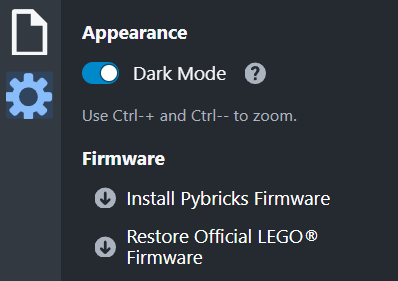 Appearance
Dark Mode ?
Use Ctrl-+ and Ctrl-- to zoom.
Firmware
Install Pybricks Firmware
Restore Official LEGO®
Firmware